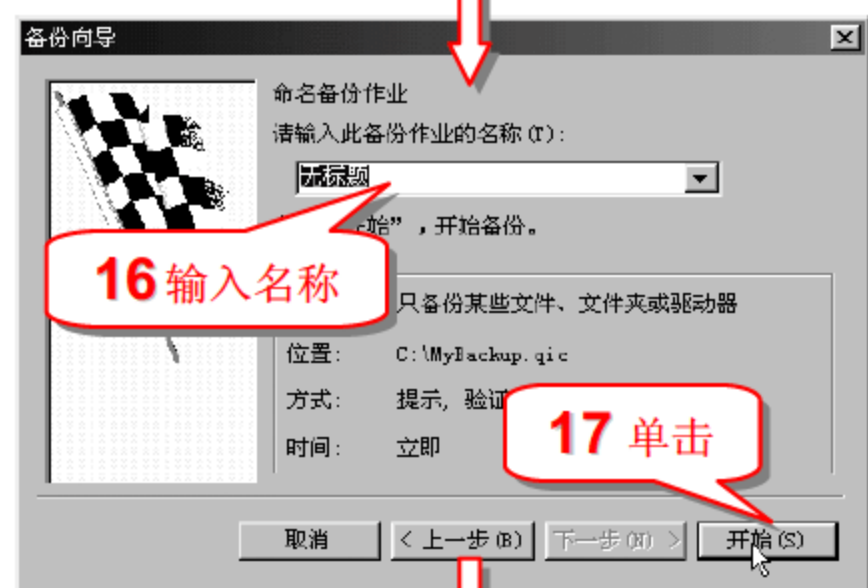 备份向导
命名备份作业
请输入此备份作业的名称(T):
无标题
始”，开始备份。
16 输入名称
只备份某些文件、文件夹或驱动器
位置: C:\MyBackup.qic
方式: 提示, 验证
17 单击
时间: 立即
取消 < 上一步(B) 下一步(N) > 开始(S)